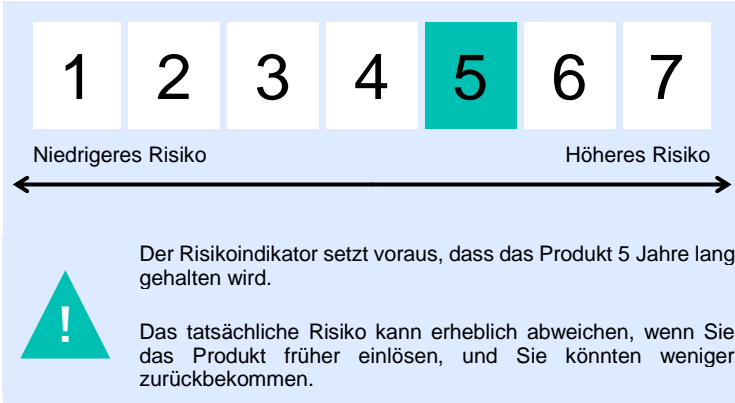 1 2 3 4 5 6 7
Niedrigeres Risiko Höheres Risiko
Der Risikoindikator setzt voraus, dass das Produkt 5 Jahre lang
gehalten wird.
!
Das tatsächliche Risiko kann erheblich abweichen, wenn Sie
das Produkt früher einlösen, und Sie könnten weniger
zurückbekommen.